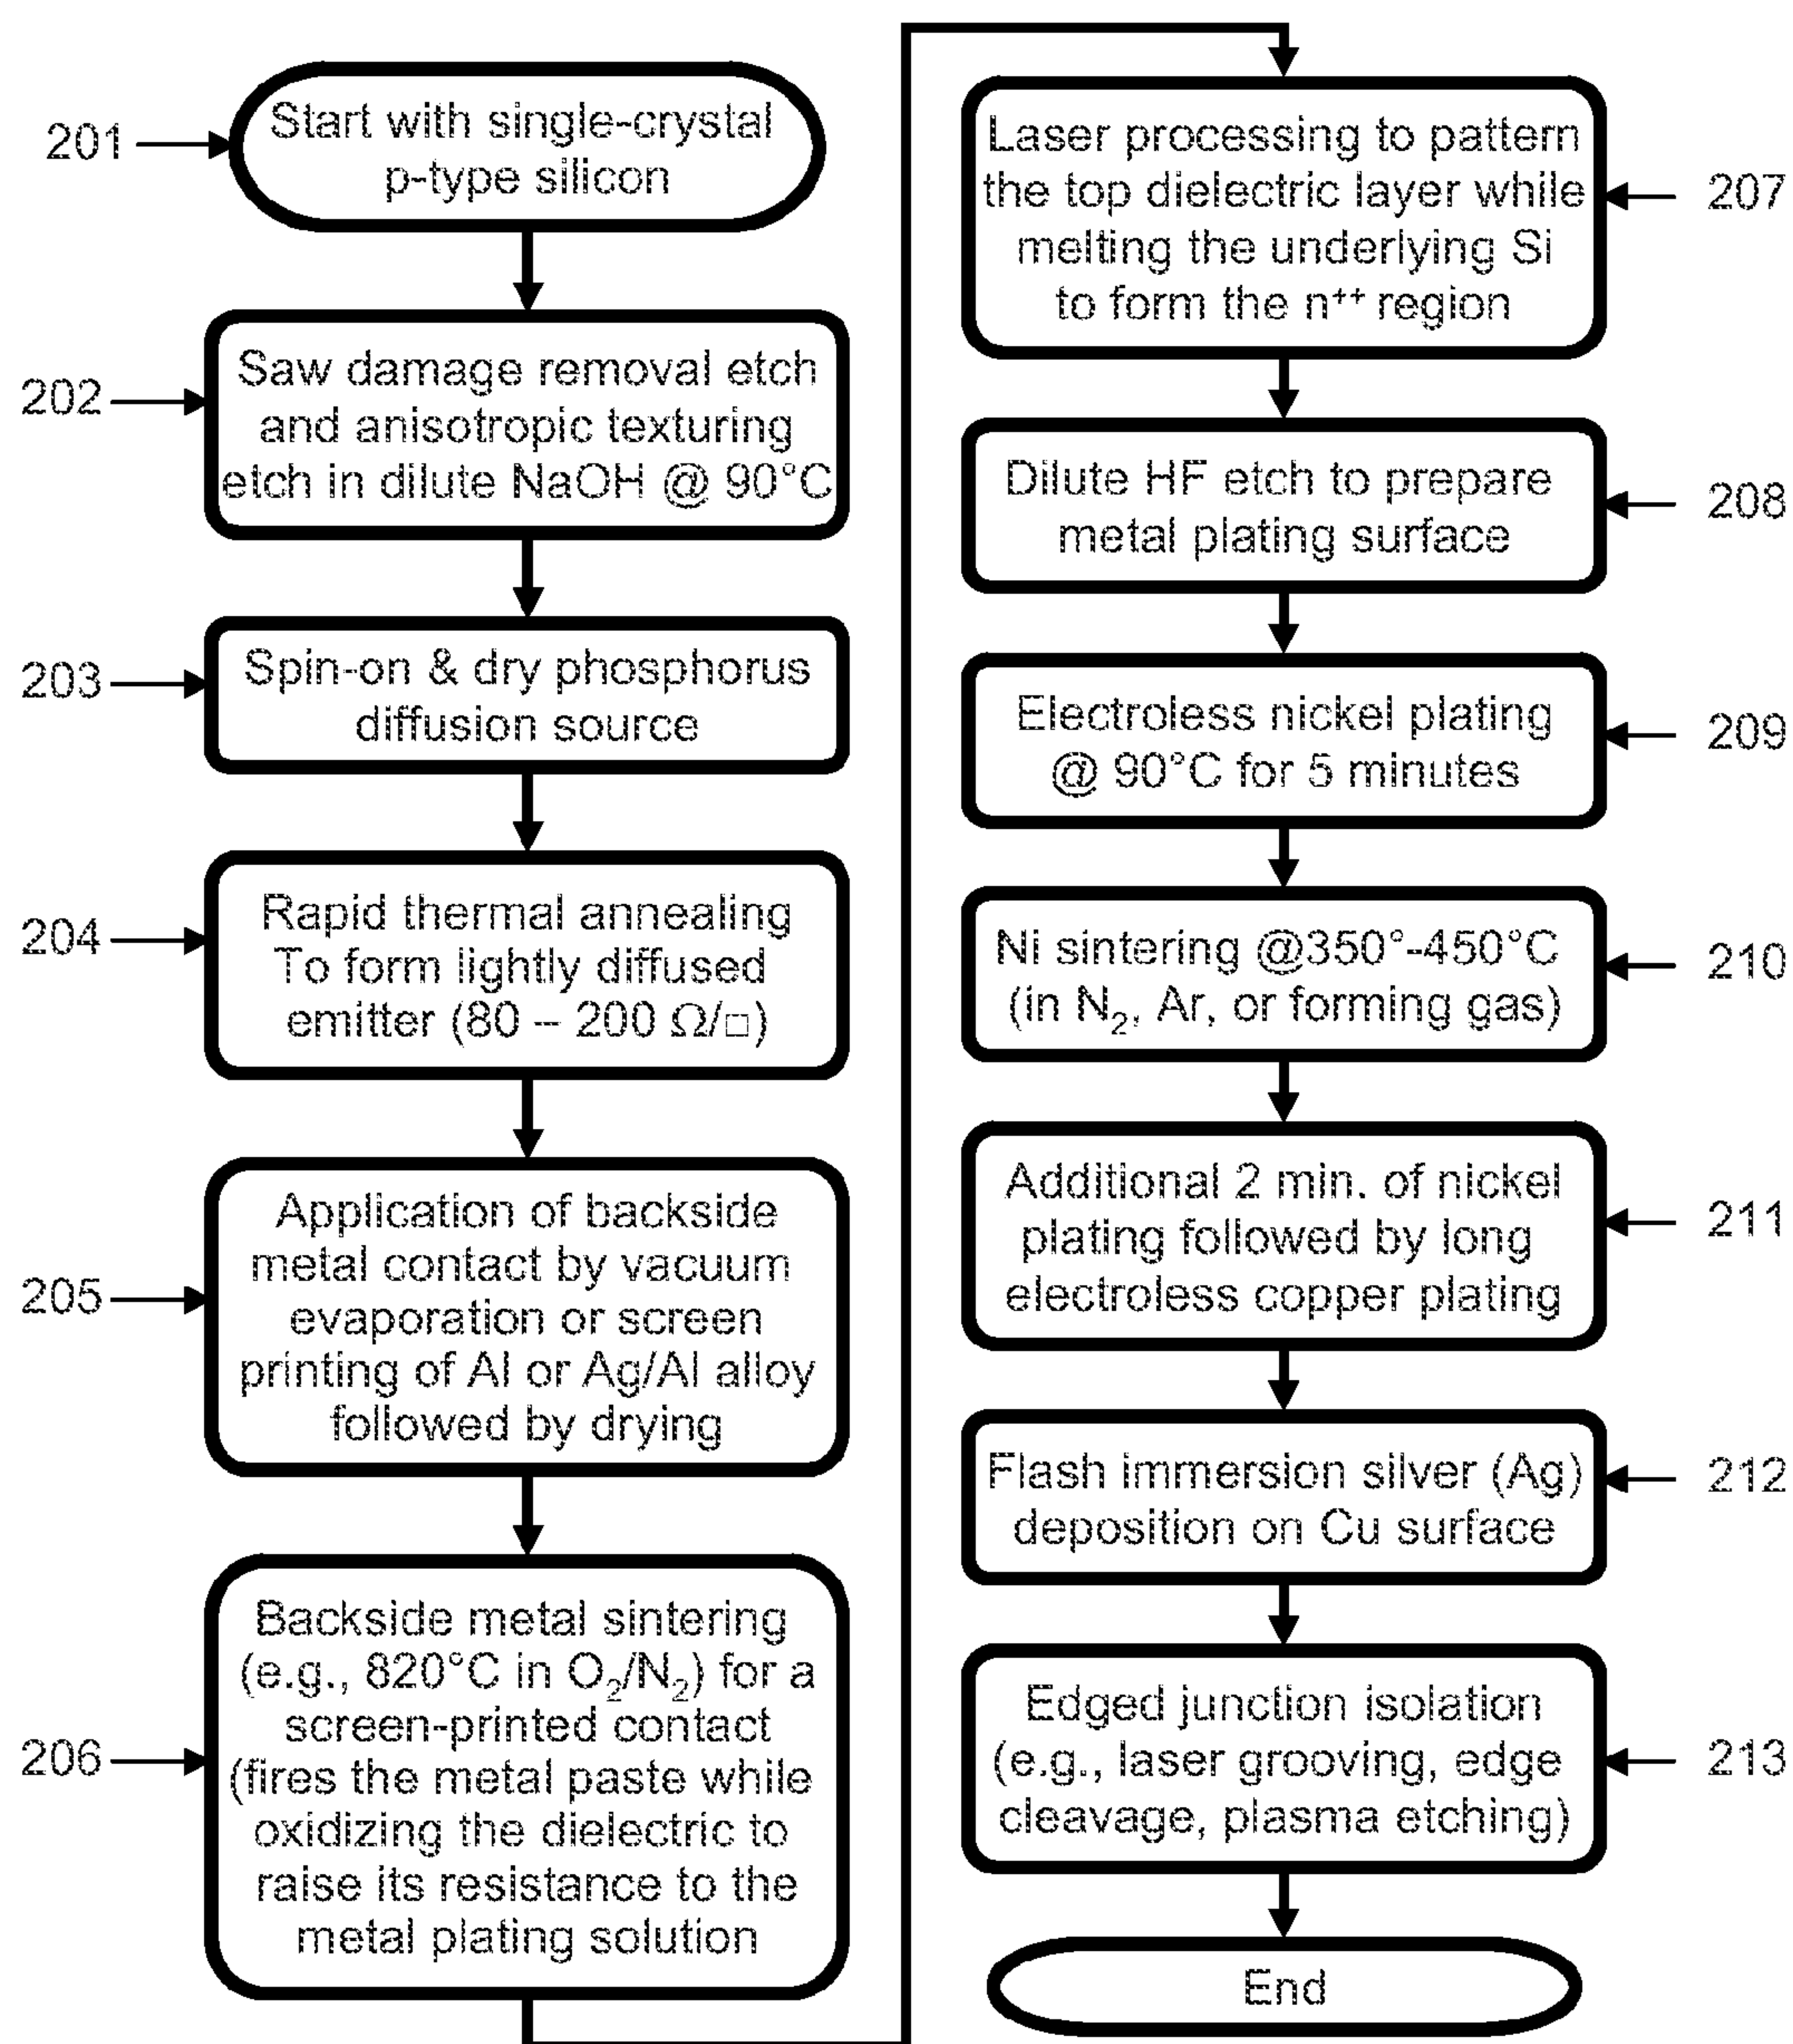 201
Start with single-crystal
p-type silicon
202
Saw damage removal etch
and anisotropic texturing
etch in dilute NaOH @ 90°C
203
Spin-on & dry phosphorus
diffusion source
204
Rapid thermal annealing
To form lightly diffused
emitter (80 – 200 Ω/□)
205
Application of backside
metal contact by vacuum
evaporation or screen
printing of Al or Ag/Al alloy
followed by drying
206
Backside metal sintering
(e.g., 820°C in O₂/N₂) for a
screen-printed contact
(fires the metal paste while
oxidizing the dielectric to
raise its resistance to the
metal plating solution
Laser processing to pattern
the top dielectric layer while
melting the underlying Si
to form the n⁺⁺ region
207
Dilute HF etch to prepare
metal plating surface
208
Electroless nickel plating
@ 90°C for 5 minutes
209
Ni sintering @350°-450°C
(in N₂, Ar, or forming gas)
210
Additional 2 min. of nickel
plating followed by long
electroless copper plating
211
Flash immersion silver (Ag)
deposition on Cu surface
212
Edged junction isolation
(e.g., laser grooving, edge
cleavage, plasma etching)
213
End